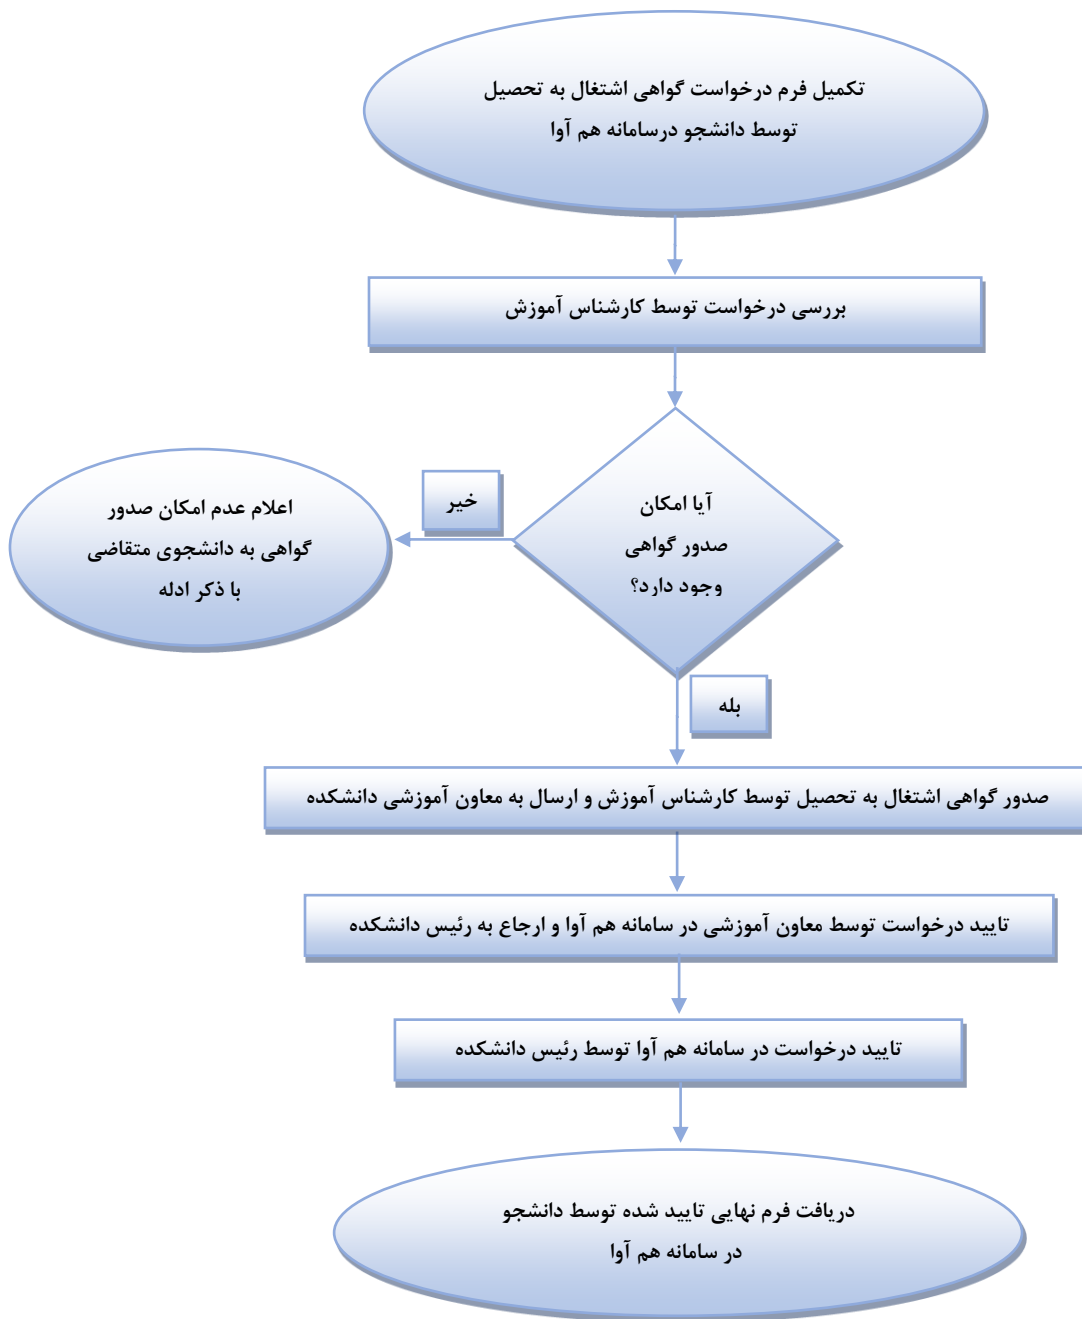 تکمیل فرم درخواست گواهی اشتغال به تحصیل
توسط دانشجو درسامانه هم آوا
بررسی درخواست توسط کارشناس آموزش
آیا امکان
صدور گواهی
وجود دارد؟
خیر
اعلام عدم امکان صدور
گواهی به دانشجوی متقاضی
با ذکر ادله
بله
صدور گواهی اشتغال به تحصیل توسط کارشناس آموزش و ارسال به معاون آموزشی دانشکده
تایید درخواست توسط معاون آموزشی در سامانه هم آوا و ارجاع به رئیس دانشکده
تایید درخواست در سامانه هم آوا توسط رئیس دانشکده
دریافت فرم نهایی تایید شده توسط دانشجو
در سامانه هم آوا